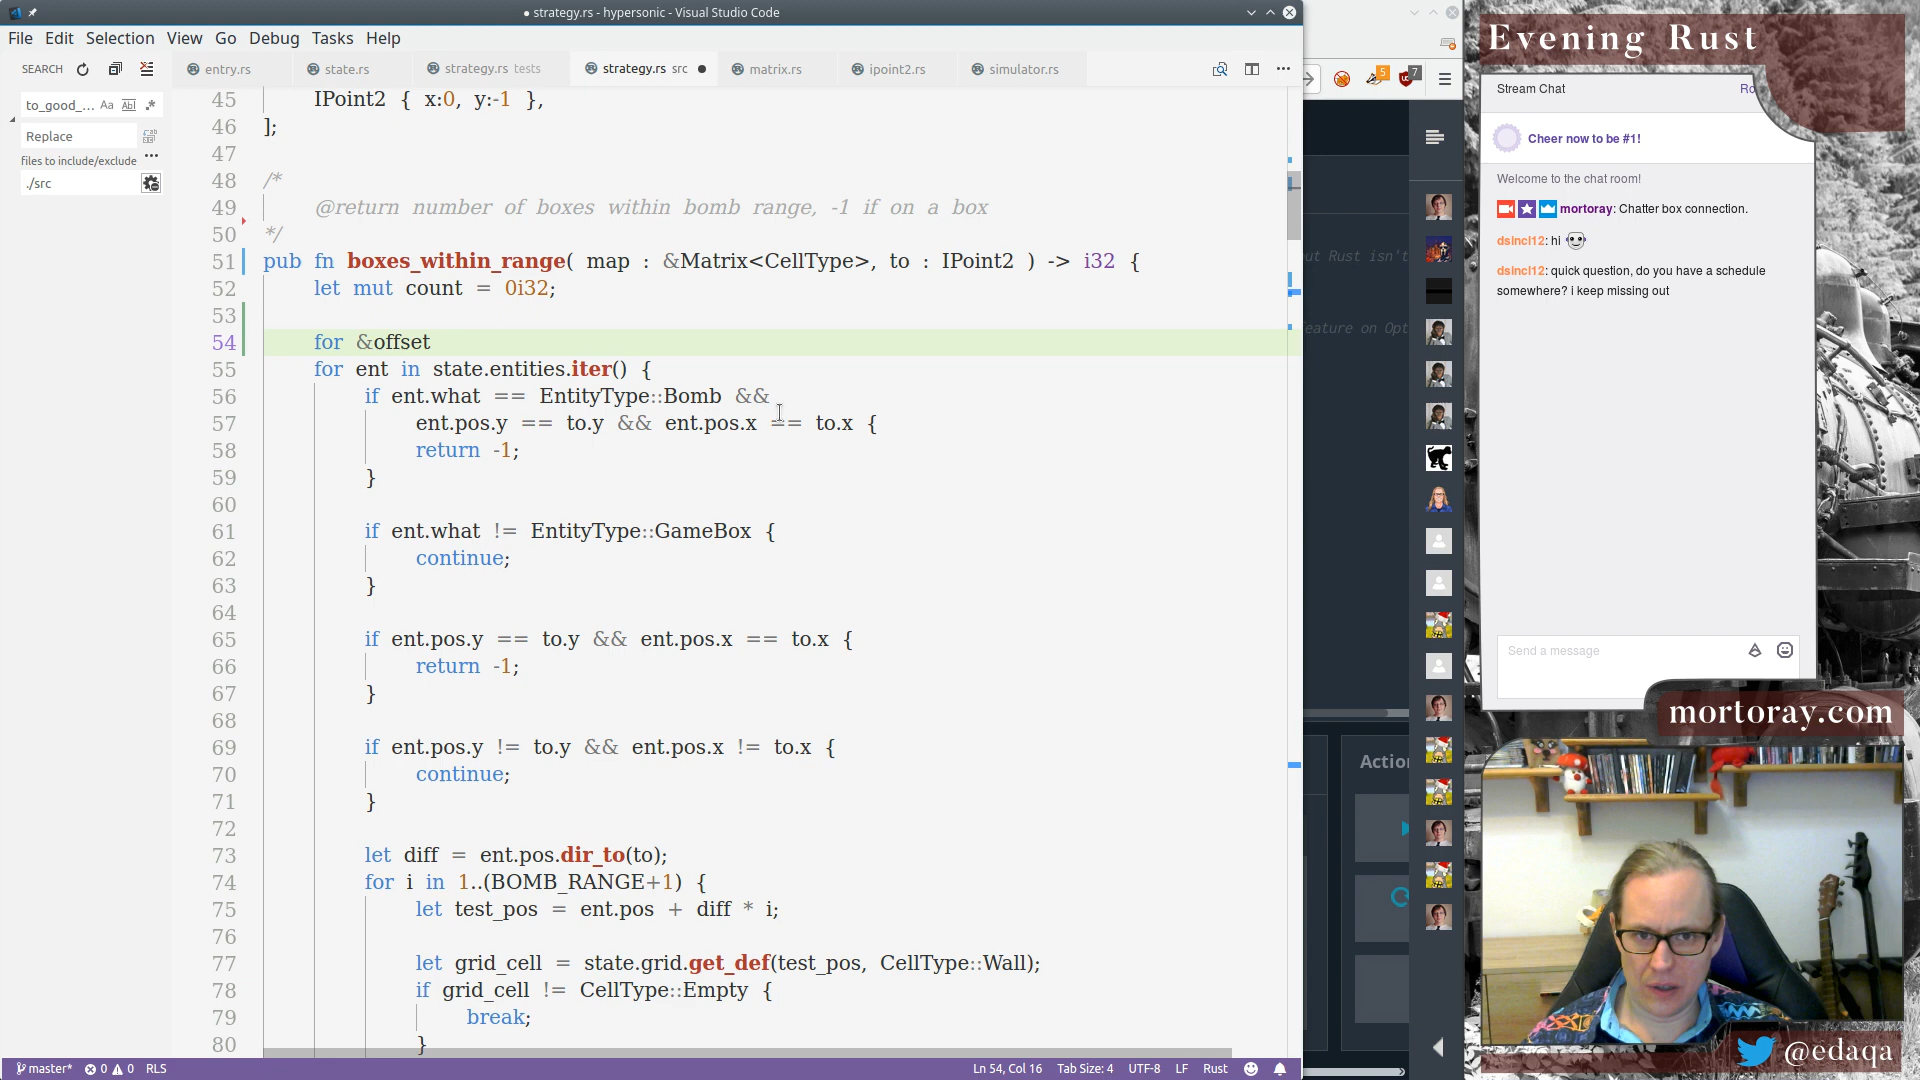 strategy.rs - hypersonic - Visual Studio Code
File Edit Selection View Go Debug Tasks Help
SEARCH
entry.rs
state.rs
strategy.rs tests
strategy.rs src
matrix.rs
ipoint2.rs
simulator.rs
to_good_... Aa Abl .*
Replace
files to include/exclude ...
./src
45 IPoint2 { x:0, y:-1 },
46 ];
47
48 /*
49 @return number of boxes within bomb range, -1 if on a box
50 */
51 pub fn boxes_within_range( map : &Matrix<CellType>, to : IPoint2 ) -> i32 {
52 let mut count = 0i32;
53
54 for &offset
55 for ent in state.entities.iter() {
56 if ent.what == EntityType::Bomb &&
57 ent.pos.y == to.y && ent.pos.x == to.x {
58 return -1;
59 }
60
61 if ent.what != EntityType::GameBox {
62 continue;
63 }
64
65 if ent.pos.y == to.y && ent.pos.x == to.x {
66 return -1;
67 }
68
69 if ent.pos.y != to.y && ent.pos.x != to.x {
70 continue;
71 }
72
73 let diff = ent.pos.dir_to(to);
74 for i in 1..(BOMB_RANGE+1) {
75 let test_pos = ent.pos + diff * i;
76
77 let grid_cell = state.grid.get_def(test_pos, CellType::Wall);
78 if grid_cell != CellType::Empty {
79 break;
80 }
master* 0 0 RLS
Ln 54, Col 16 Tab Size: 4 UTF-8 LF Rust
5
7
out Rust isn't
feature on Opt
Action
Evening Rust
Stream Chat
Ro
Cheer now to be #1!
Welcome to the chat room!
mortoray: Chatter box connection.
dsincl12: hi
dsincl12: quick question, do you have a schedule
somewhere? i keep missing out
Send a message
mortoray.com
@edaqa